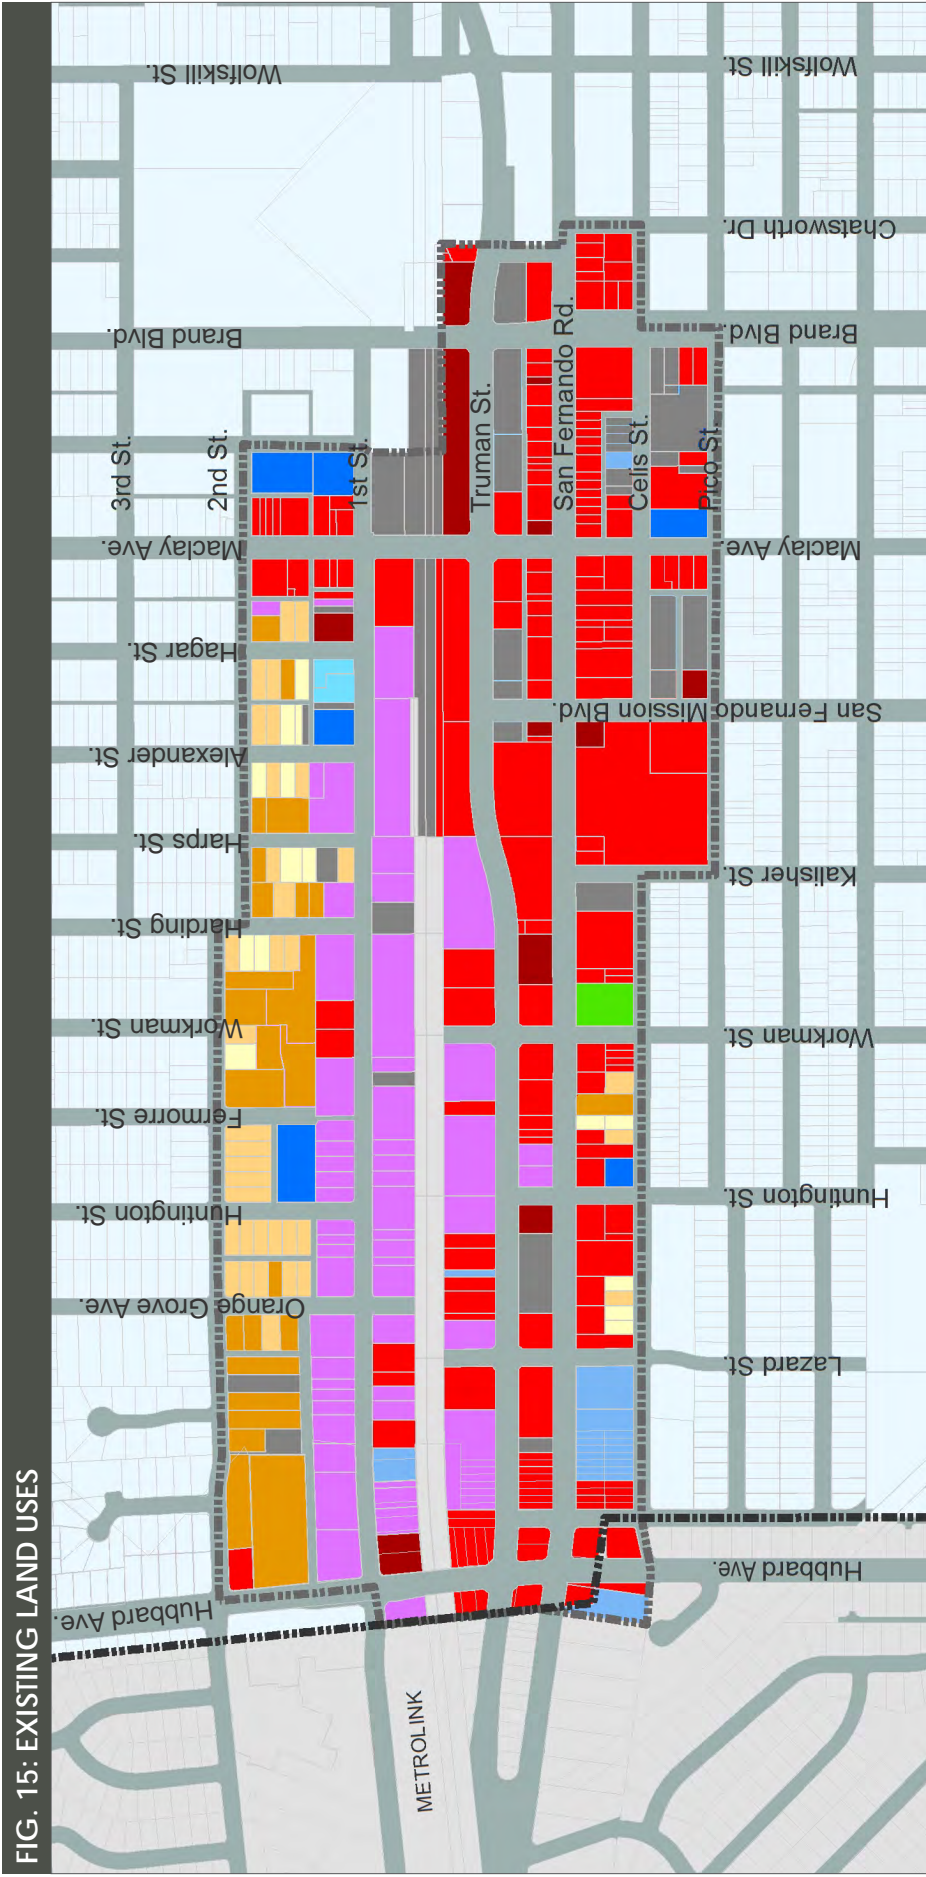 FIG. 15: EXISTING LAND USES
Wolfskill St.
Wolfskill St.
Chatsworth Dr.
Brand Blvd.
Brand Blvd.
3rd St.
2nd St.
1st St.
Truman St.
San Fernando Rd.
Celis St.
Pico St.
Maclay Ave.
Maclay Ave.
Hagar St.
San Fernando Mission Blvd.
Alexander St.
Harps St.
Kalisher St.
Harding St.
Workman St.
Workman St.
Fermorre St.
Huntington St.
Huntington St.
Orange Grove Ave.
Lazard St.
Hubbard Ave.
Hubbard Ave.
METROLINK